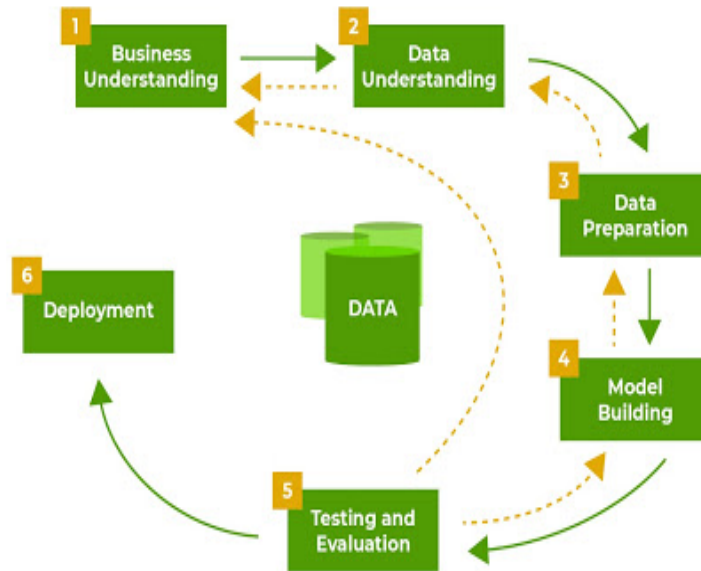 1
Business
Understanding
2
Data
Understanding
3
Data
Preparation
6
Deployment
DATA
4
Model
Building
5
Testing and
Evaluation